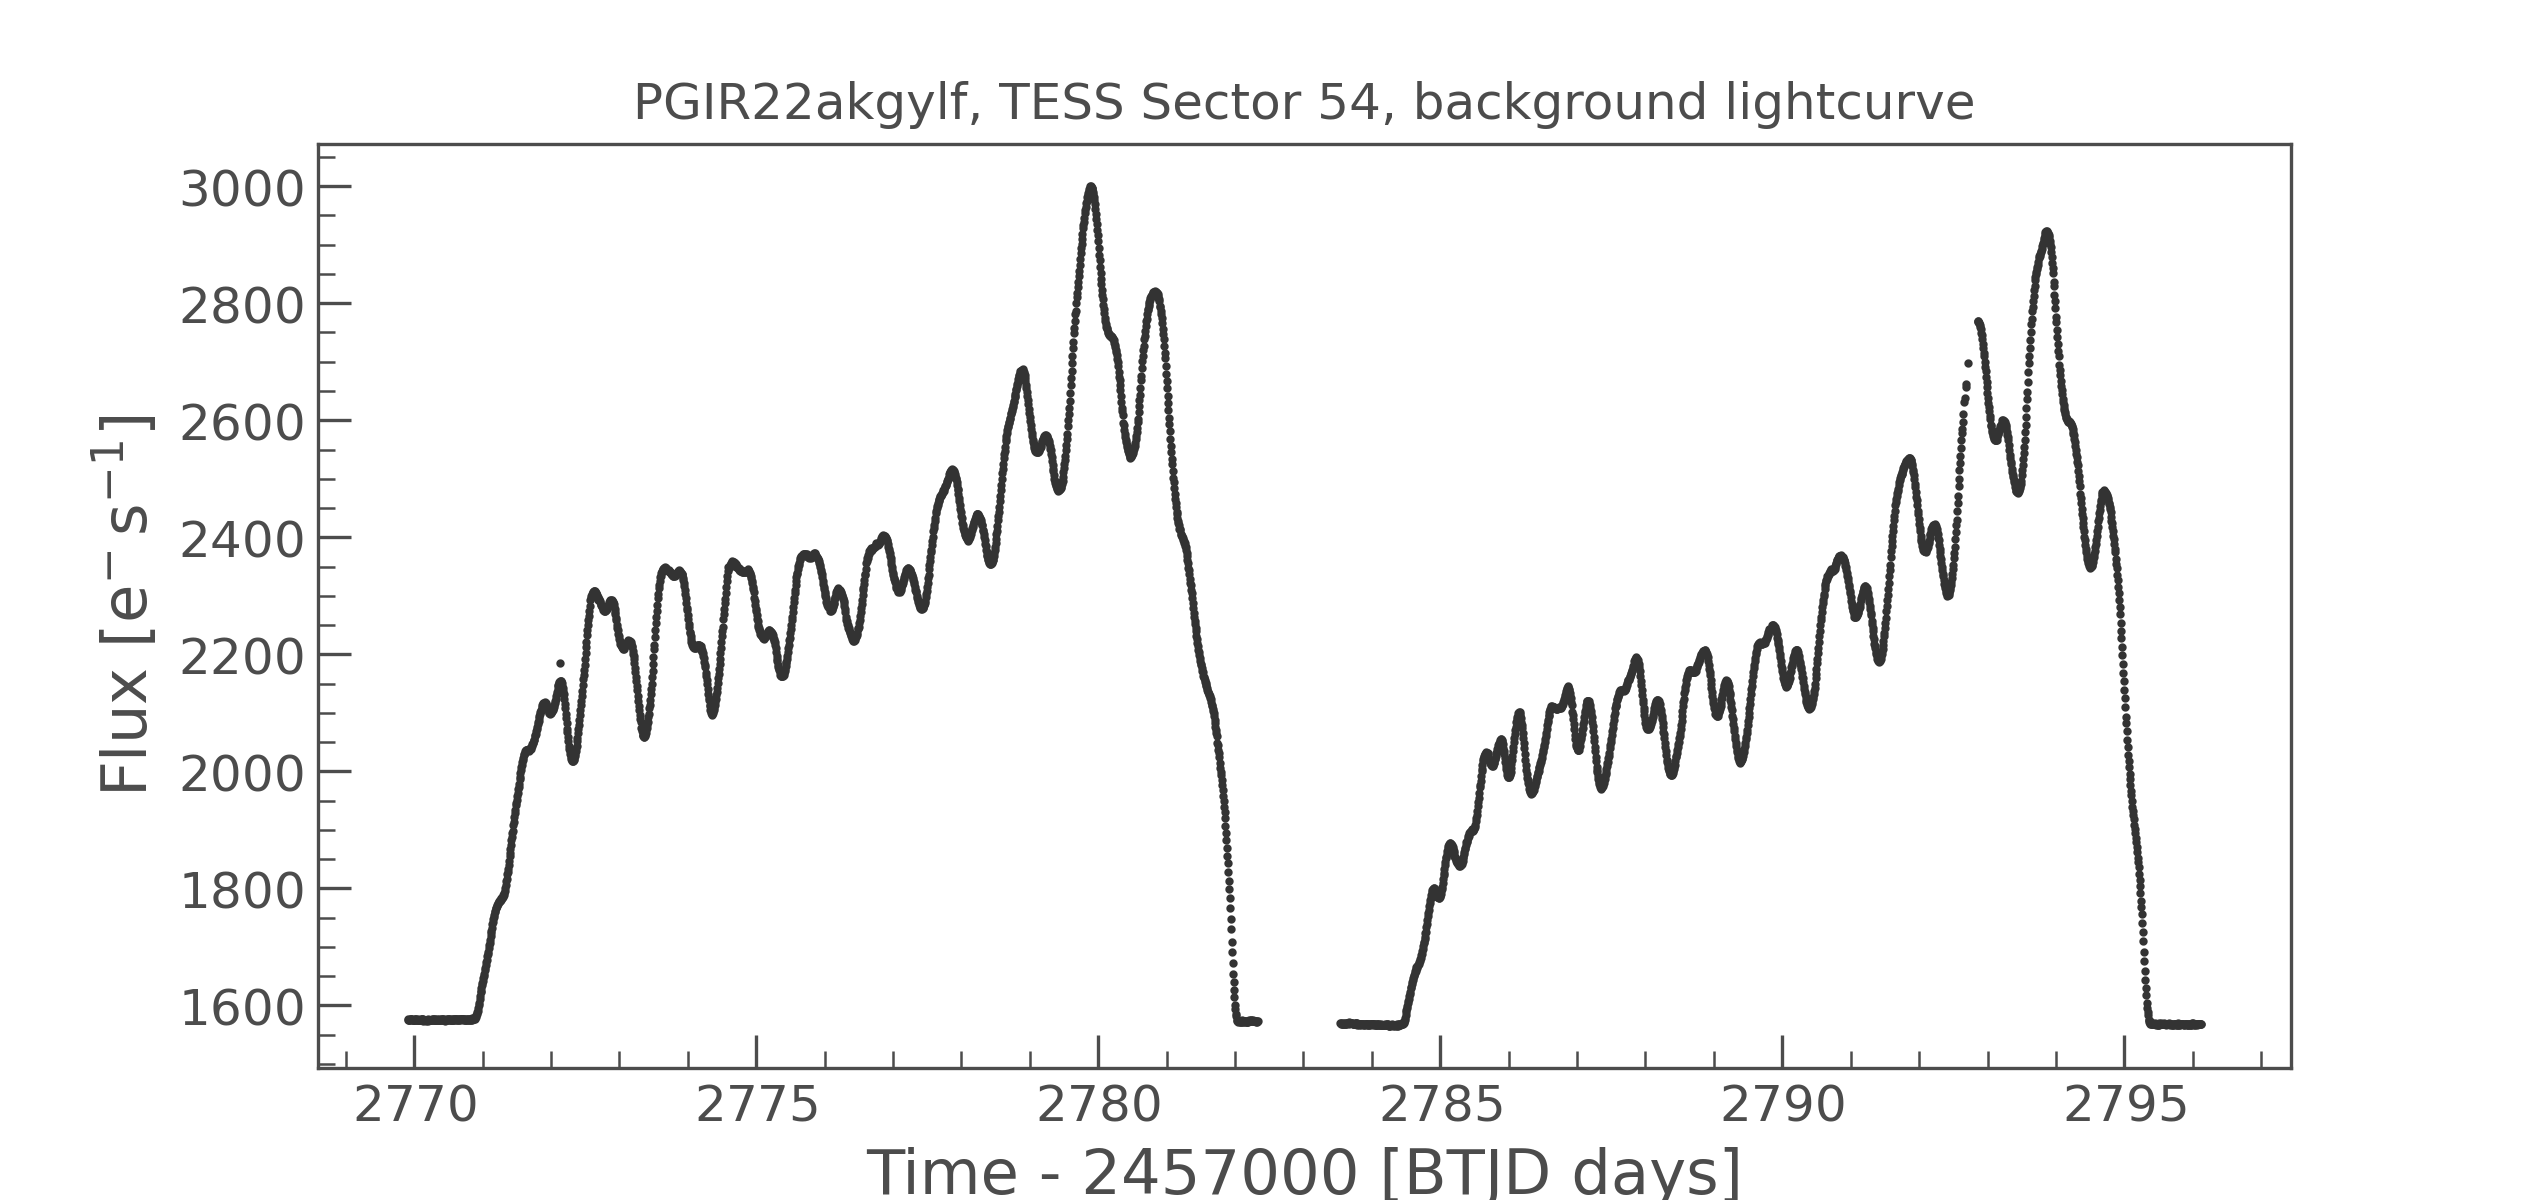 PGIR22akgylf, TESS Sector 54, background lightcurve
Flux [e⁻ s⁻¹]
3000
2800
2600
2400
2200
2000
1800
1600
2770 2775 2780 2785 2790 2795
Time - 2457000 [BTJD days]